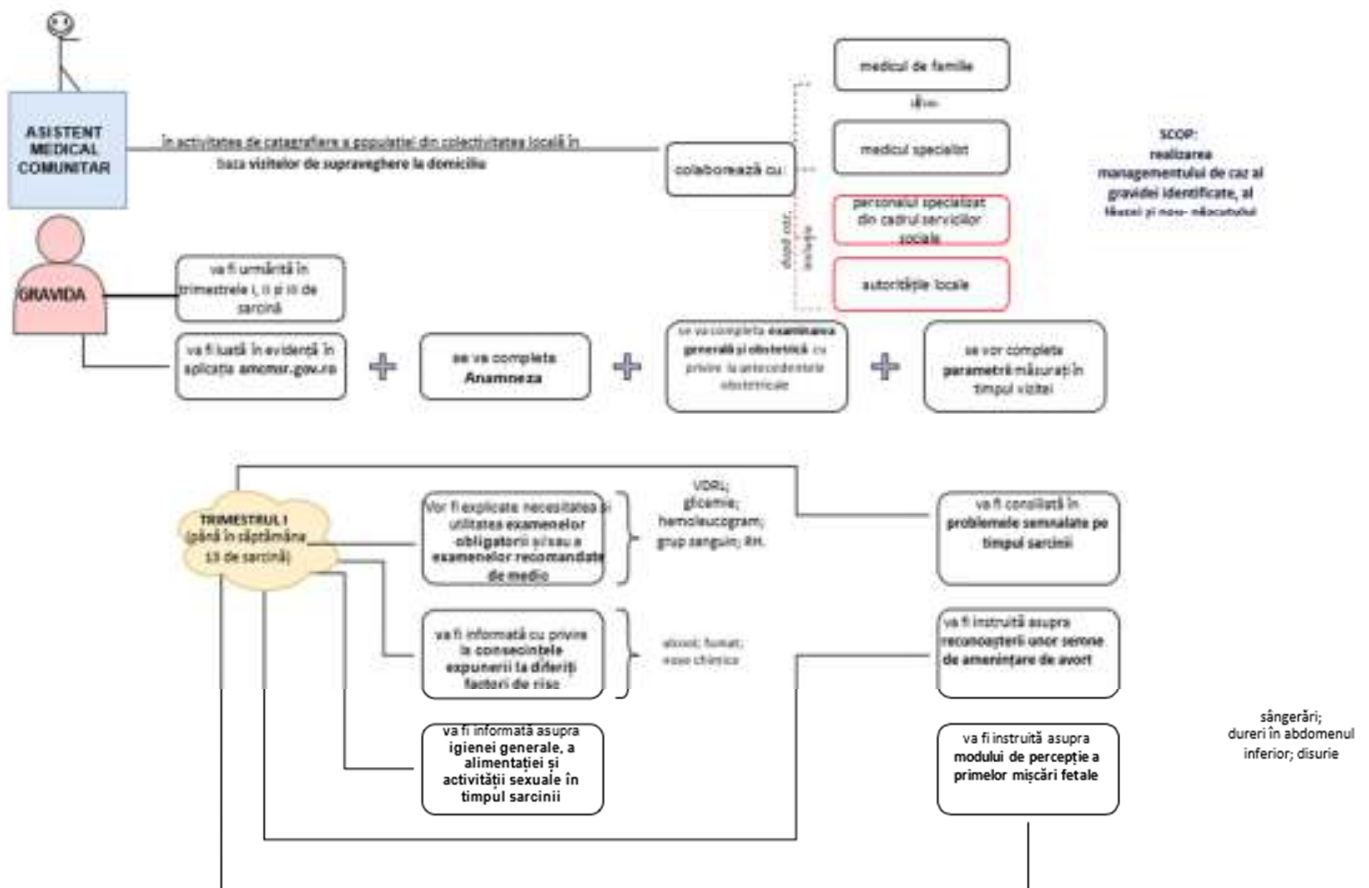 ASISTENT
MEDICAL
COMUNITAR
în activitatea de catagrafiere a populației din colectivitatea locală în
baza vizitelor de supraveghere la domiciliu
colaborează cu:
medicul de familie
medicul specialist
personalul specializat
din cadrul serviciilor
sociale
autoritățile locale
după caz,
SCOP:
realizarea
managementului de caz al
gravidei identificate, al
și nou- născutului
GRAVIDA
va fi urmărită în
trimestrele I, II și III de
sarcină
va fi luată în evidență în
aplicația amcmsr.gov.ro
se va completa
Anamneza
se va completa examinarea
generală și obstetrică cu
privire la antecedentele
obstetricale
se vor completa
parametrii măsurați în
timpul vizitei
TRIMESTRUL I
(până în săptămâna
13 de sarcină)
Vor fi explicate necesitatea și
utilitatea examenelor
obligatorii și/sau a
examenelor recomandate
de medic
VDRL;
glicemie;
hemoleucogram;
grup sanguin; RH.
va fi consiliată în
problemele semnalate pe
timpul sarcinii
va fi informată cu privire
la consecințele
expunerii la diferiți
factori de risc
alcool; fumat;
noxe chimice
va fi instruită asupra
recunoașterii unor semne
de amenințare de avort
va fi informată asupra
igienei generale, a
alimentației și
activității sexuale în
timpul sarcinii
va fi instruită asupra
modului de percepție a
primelor mișcări fetale
sângerări;
dureri în abdomenul
inferior; disurie